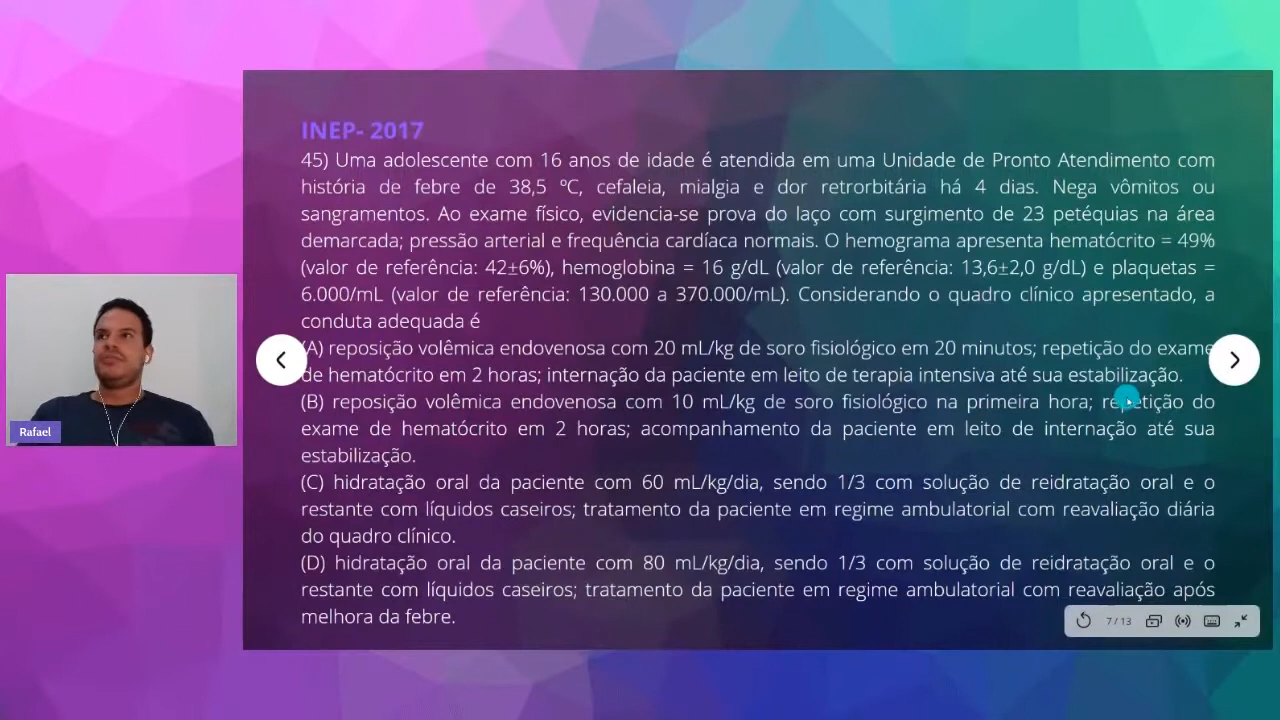 INEP- 2017
45) Uma adolescente com 16 anos de idade é atendida em uma Unidade de Pronto Atendimento com
história de febre de 38,5 ºC, cefaleia, mialgia e dor retrorbitária há 4 dias. Nega vômitos ou
sangramentos. Ao exame físico, evidencia-se prova do laço com surgimento de 23 petéquias na área
demarcada; pressão arterial e frequência cardíaca normais. O hemograma apresenta hematócrito = 49%
(valor de referência: 42±6%), hemoglobina = 16 g/dL (valor de referência: 13,6±2,0 g/dL) e plaquetas =
6.000/mL (valor de referência: 130.000 a 370.000/mL). Considerando o quadro clínico apresentado, a
conduta adequada é
(A) reposição volêmica endovenosa com 20 mL/kg de soro fisiológico em 20 minutos; repetição do exame
de hematócrito em 2 horas; internação da paciente em leito de terapia intensiva até sua estabilização.
(B) reposição volêmica endovenosa com 10 mL/kg de soro fisiológico na primeira hora; repetição do
exame de hematócrito em 2 horas; acompanhamento da paciente em leito de internação até sua
estabilização.
(C) hidratação oral da paciente com 60 mL/kg/dia, sendo 1/3 com solução de reidratação oral e o
restante com líquidos caseiros; tratamento da paciente em regime ambulatorial com reavaliação diária
do quadro clínico.
(D) hidratação oral da paciente com 80 mL/kg/dia, sendo 1/3 com solução de reidratação oral e o
restante com líquidos caseiros; tratamento da paciente em regime ambulatorial com reavaliação após
melhora da febre.
Rafael
7 / 13